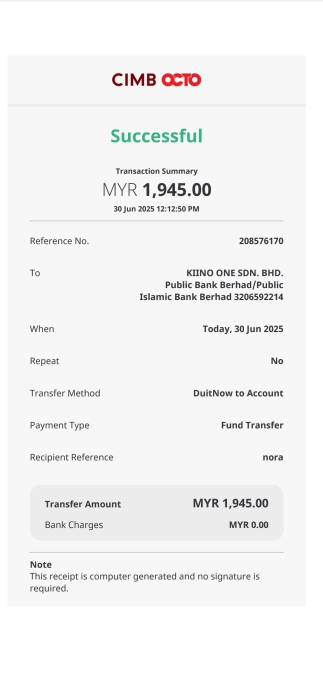 CIMB OCTO
Successful
Transaction Summary
MYR 1,945.00
30 Jun 2025 12:12:50 PM
Reference No. 208576170
To KIINO ONE SDN. BHD.
Public Bank Berhad/Public
Islamic Bank Berhad 3206592214
When Today, 30 Jun 2025
Repeat No
Transfer Method DuitNow to Account
Payment Type Fund Transfer
Recipient Reference nora
Transfer Amount MYR 1,945.00
Bank Charges MYR 0.00
Note
This receipt is computer generated and no signature is
required.